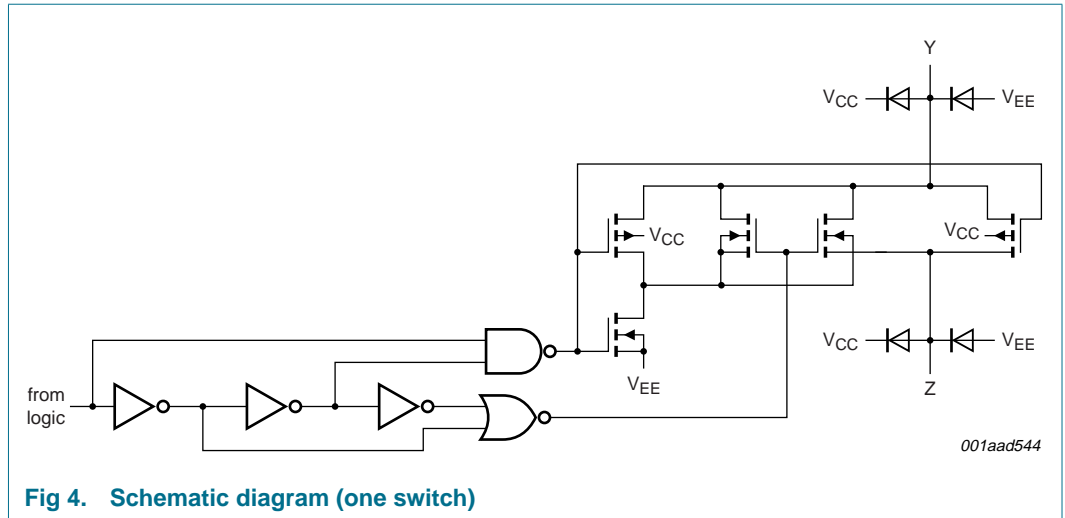 Y
VCC
VEE
VCC
VCC
VCC
VEE
VEE
Z
from
logic
001aad544
Fig 4. Schematic diagram (one switch)